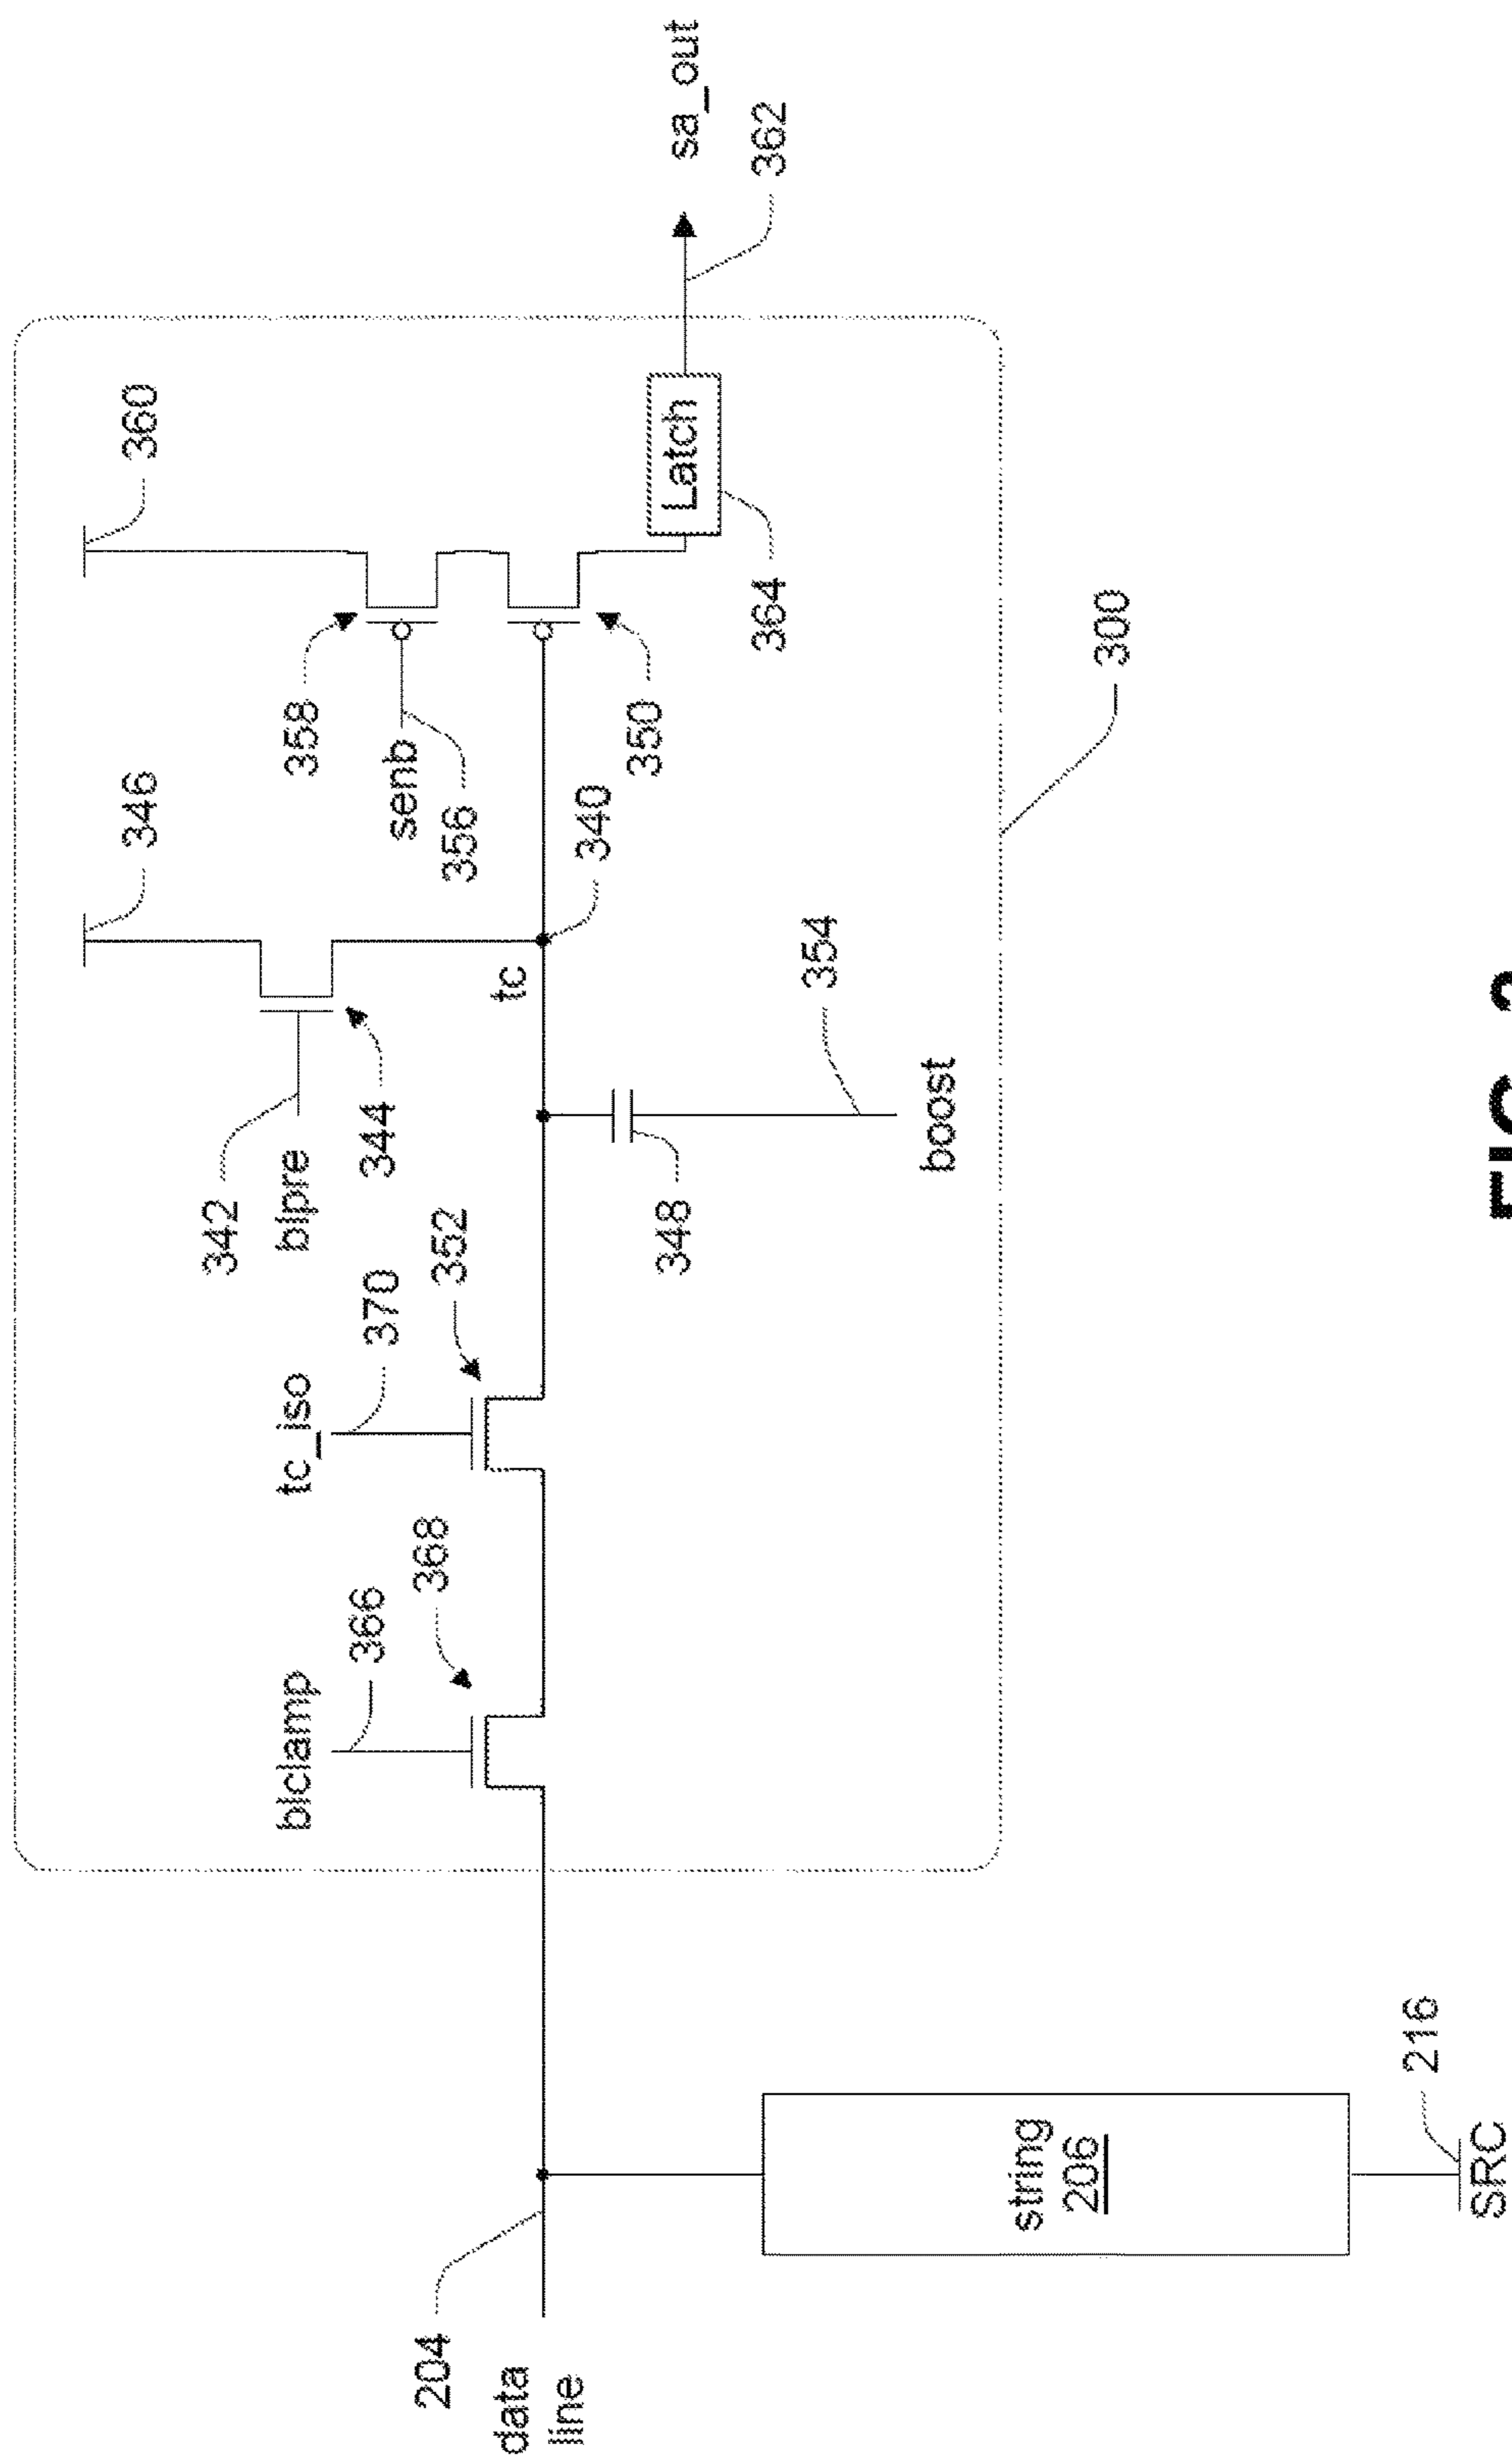 360
346
358
senb
356
342
blpre
344
tc_iso
370
352
blclamp
366
368
tc
340
350
Latch
364
sa_out
362
348
354
boost
300
204
data
line
string
206
216
SRC